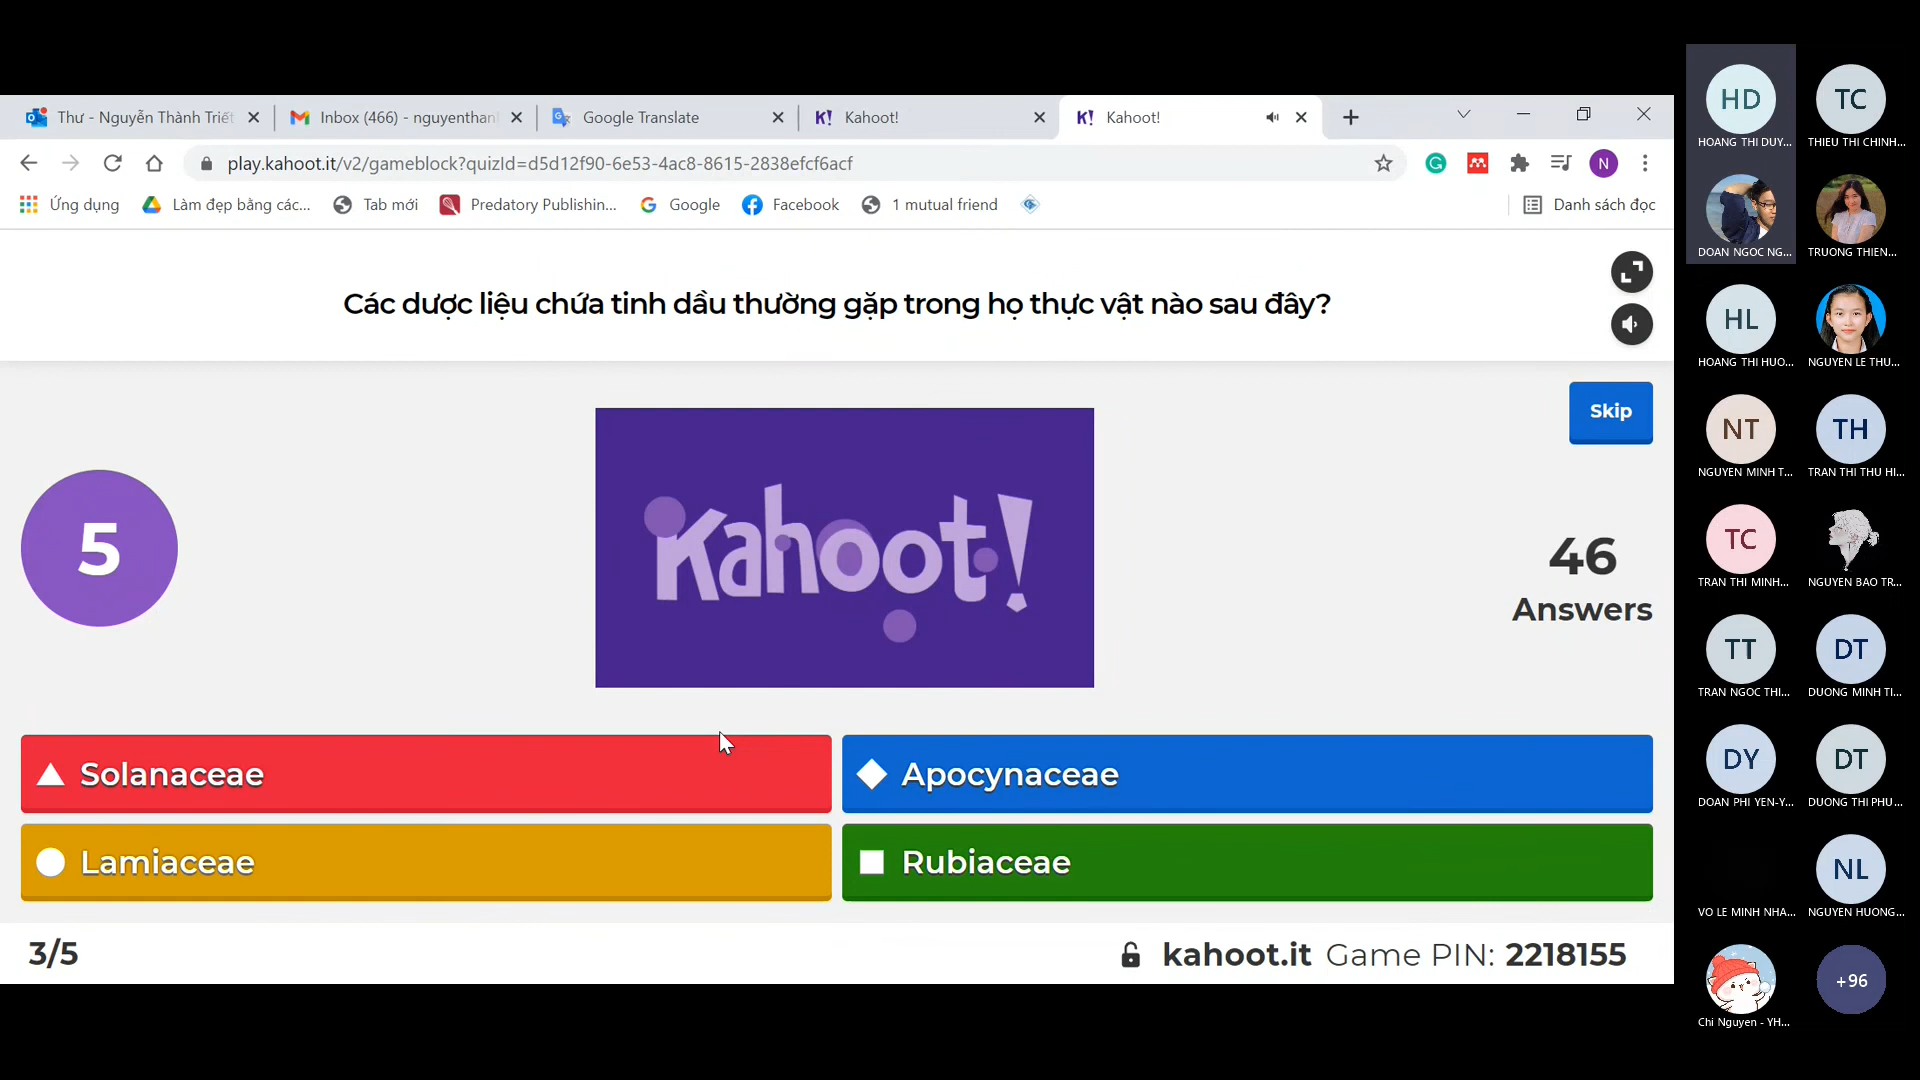 Thư - Nguyễn Thành Triết
Inbox (466) - nguyenthan
Google Translate
K! Kahoot!
K! Kahoot!
play.kahoot.it/v2/gameblock?quizId=d5d12f90-6e53-4ac8-8615-2838efcf6acf
N
Ứng dụng
Làm đẹp bằng các...
Tab mới
Predatory Publishin...
Google
Facebook
1 mutual friend
Danh sách đọc
Các dược liệu chứa tinh dầu thường gặp trong họ thực vật nào sau đây?
Skip
5
Kahoot!
46
Answers
Solanaceae
Apocynaceae
Lamiaceae
Rubiaceae
3/5
kahoot.it Game PIN: 2218155
HD
TC
HOANG THI DUY...
THIEU THI CHINH...
DOAN NGOC NG...
TRUONG THIEN...
HL
HOANG THI HUO...
NGUYEN LE THU...
NT
TH
NGUYEN MINH T...
TRAN THI THU HI...
TC
TRAN THI MINH...
NGUYEN BAO TR...
TT
DT
TRAN NGOC THI...
DUONG MINH TI...
DY
DT
DOAN PHI YEN-Y...
DUONG THI PHU...
NL
VO LE MINH NHA...
NGUYEN HUONG...
+96
Chi Nguyen - YH...